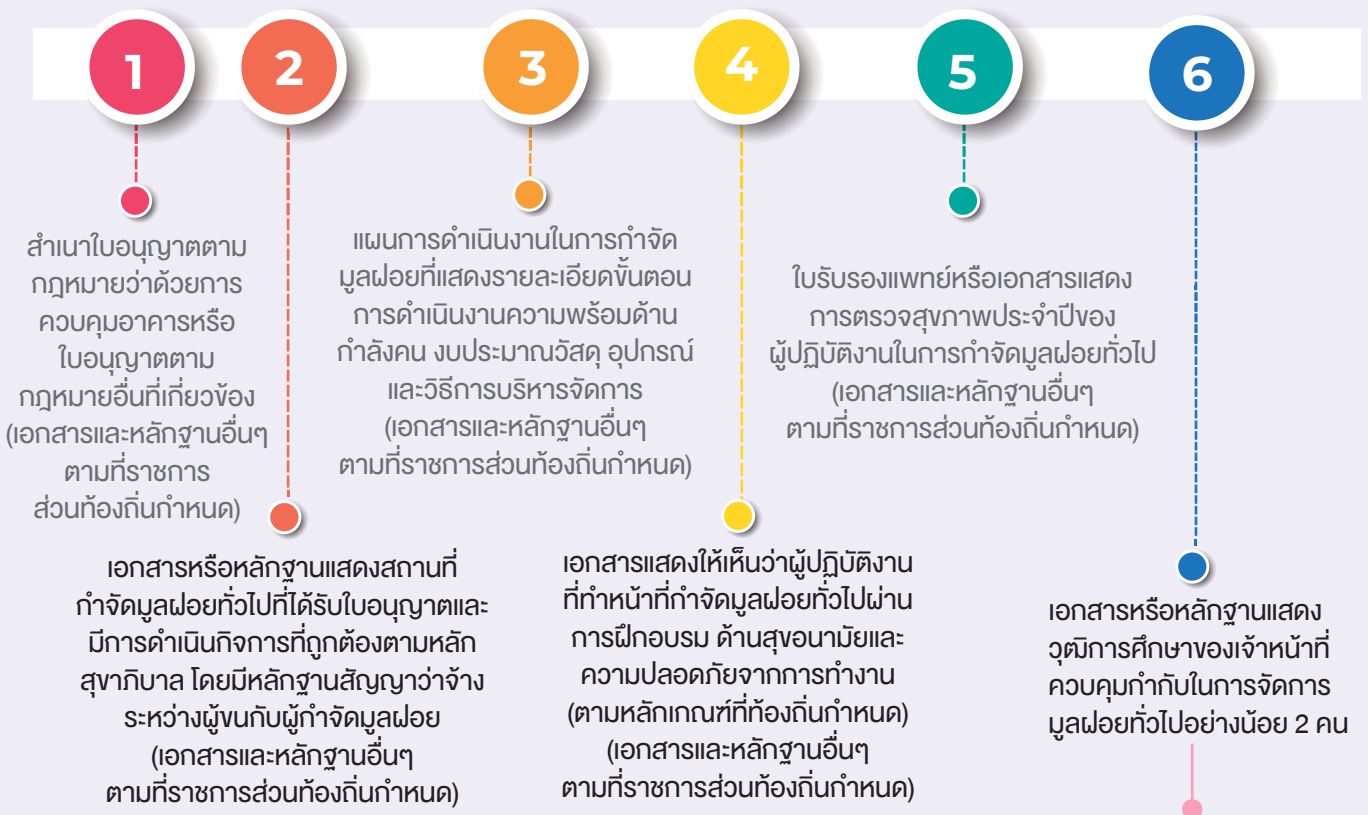 1
สำเนาใบอนุญาตตาม
กฎหมายว่าด้วยการ
ควบคุมอาคารหรือ
ใบอนุญาตตาม
กฎหมายอื่นที่เกี่ยวข้อง
(เอกสารและหลักฐานอื่นๆ
ตามที่ราชการ
ส่วนท้องถิ่นกำหนด)
2
เอกสารหรือหลักฐานแสดงสถานที่
กำจัดมูลฝอยทั่วไปที่ได้รับใบอนุญาตและ
มีการดำเนินกิจการที่ถูกต้องตามหลัก
สุขาภิบาล โดยมีหลักฐานสัญญาว่าจ้าง
ระหว่างผู้ขนกับผู้กำจัดมูลฝอย
(เอกสารและหลักฐานอื่นๆ
ตามที่ราชการส่วนท้องถิ่นกำหนด)
3
แผนการดำเนินงานในการกำจัด
มูลฝอยที่แสดงรายละเอียดขั้นตอน
การดำเนินงานความพร้อมด้าน
กำลังคน งบประมาณวัสดุ อุปกรณ์
และวิธีการบริหารจัดการ
(เอกสารและหลักฐานอื่นๆ
ตามที่ราชการส่วนท้องถิ่นกำหนด)
4
เอกสารแสดงให้เห็นว่าผู้ปฏิบัติงาน
ที่ทำหน้าที่กำจัดมูลฝอยทั่วไปผ่าน
การฝึกอบรม ด้านสุขอนามัยและ
ความปลอดภัยจากการทำงาน
(ตามหลักเกณฑ์ที่ท้องถิ่นกำหนด)
(เอกสารและหลักฐานอื่นๆ
ตามที่ราชการส่วนท้องถิ่นกำหนด)
5
ใบรับรองแพทย์หรือเอกสารแสดง
การตรวจสุขภาพประจำปีของ
ผู้ปฏิบัติงานในการกำจัดมูลฝอยทั่วไป
(เอกสารและหลักฐานอื่นๆ
ตามที่ราชการส่วนท้องถิ่นกำหนด)
6
เอกสารหรือหลักฐานแสดง
วุฒิการศึกษาของเจ้าหน้าที่
ควบคุมกำกับในการจัดการ
มูลฝอยทั่วไปอย่างน้อย 2 คน